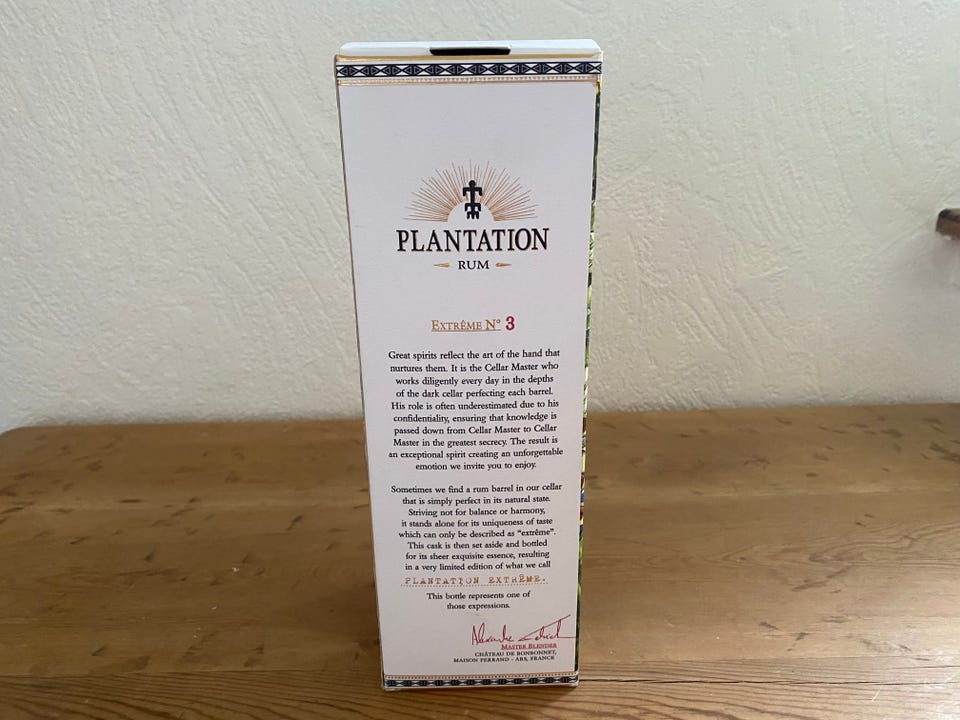 PLANTATION
RUM
EXTRÊME N° 3
Great spirits reflect the art of the hand that
nurtures them. It is the Cellar Master who
works diligently every day in the depths
of the dark cellar perfecting each barrel.
His role is often underestimated due to his
confidentiality, ensuring that knowledge is
passed down from Cellar Master to Cellar
Master in the greatest secrecy. The result is
an exceptional spirit creating an unforgettable
emotion we invite you to enjoy.
Sometimes we find a rum barrel in our cellar
that is simply perfect in its natural state.
Striving not for balance or harmony,
it stands alone for its uniqueness of taste
which can only be described as “extrême”.
This cask is then set aside and bottled
for its sheer exquisite essence, resulting
in a very limited edition of what we call
PLANTATION EXTRÊME.
This bottle represents one of
those expressions.
MASTER BLENDER
CHÂTEAU DE BONBONNET,
MAISON FERRAND - ARS, FRANCE